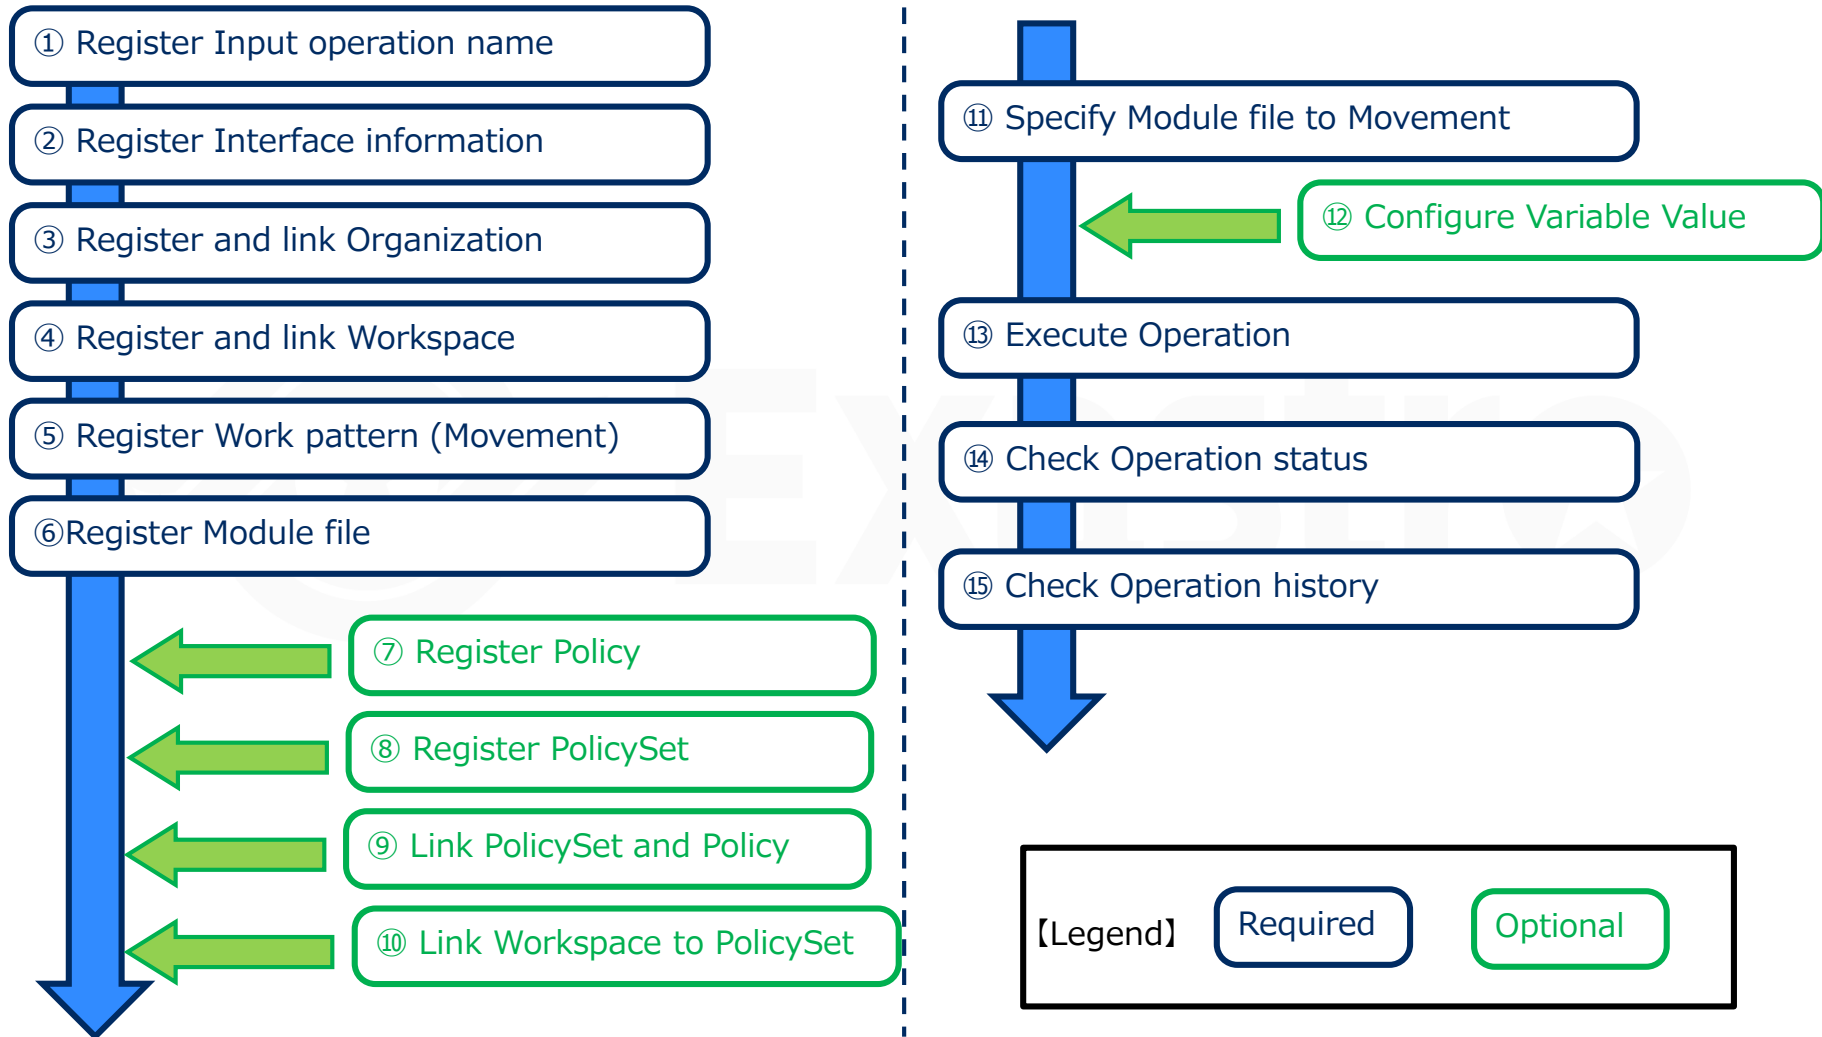 ① Register Input operation name
② Register Interface information
③ Register and link Organization
④ Register and link Workspace
⑤ Register Work pattern (Movement)
⑥Register Module file
⑦ Register Policy
⑧ Register PolicySet
⑨ Link PolicySet and Policy
⑩ Link Workspace to PolicySet
⑪ Specify Module file to Movement
⑫ Configure Variable Value
⑬ Execute Operation
⑭ Check Operation status
⑮ Check Operation history
【Legend】 Required Optional
Exastro